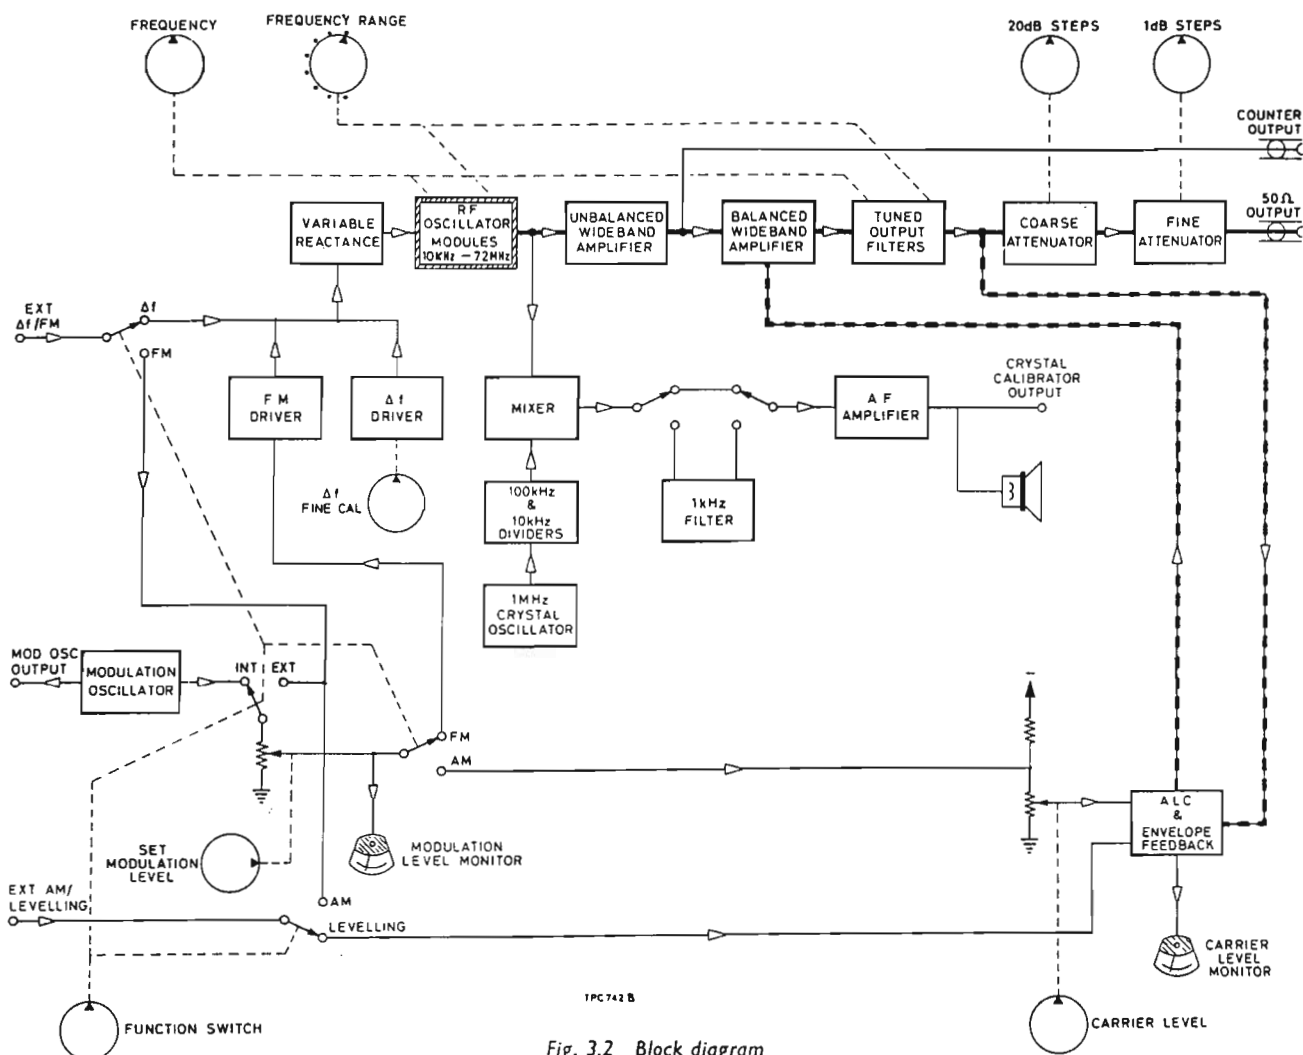 FREQUENCY
FREQUENCY RANGE
20dB STEPS
1dB STEPS
COUNTER
OUTPUT
50Ω
OUTPUT
VARIABLE
REACTANCE
RF
OSCILLATOR
MODULES
10KHz — 72MHz
UNBALANCED
WIDEBAND
AMPLIFIER
BALANCED
WIDEBAND
AMPLIFIER
TUNED
OUTPUT
FILTERS
COARSE
ATTENUATOR
FINE
ATTENUATOR
EXT
Δf/FM
Δf
FM
FM
DRIVER
Δf
DRIVER
MIXER
A F
AMPLIFIER
CRYSTAL
CALIBRATOR
OUTPUT
Δf
FINE CAL
100kHz
&
10kHz
DIVIDERS
1kHz
FILTER
1MHz
CRYSTAL
OSCILLATOR
MOD OSC
OUTPUT
MODULATION
OSCILLATOR
INT
EXT
FM
AM
SET
MODULATION
LEVEL
MODULATION
LEVEL MONITOR
ALC
&
ENVELOPE
FEEDBACK
EXT AM/
LEVELLING
AM
LEVELLING
CARRIER
LEVEL
MONITOR
TPC742B
FUNCTION SWITCH
CARRIER LEVEL
Fig. 3.2 Block diagram